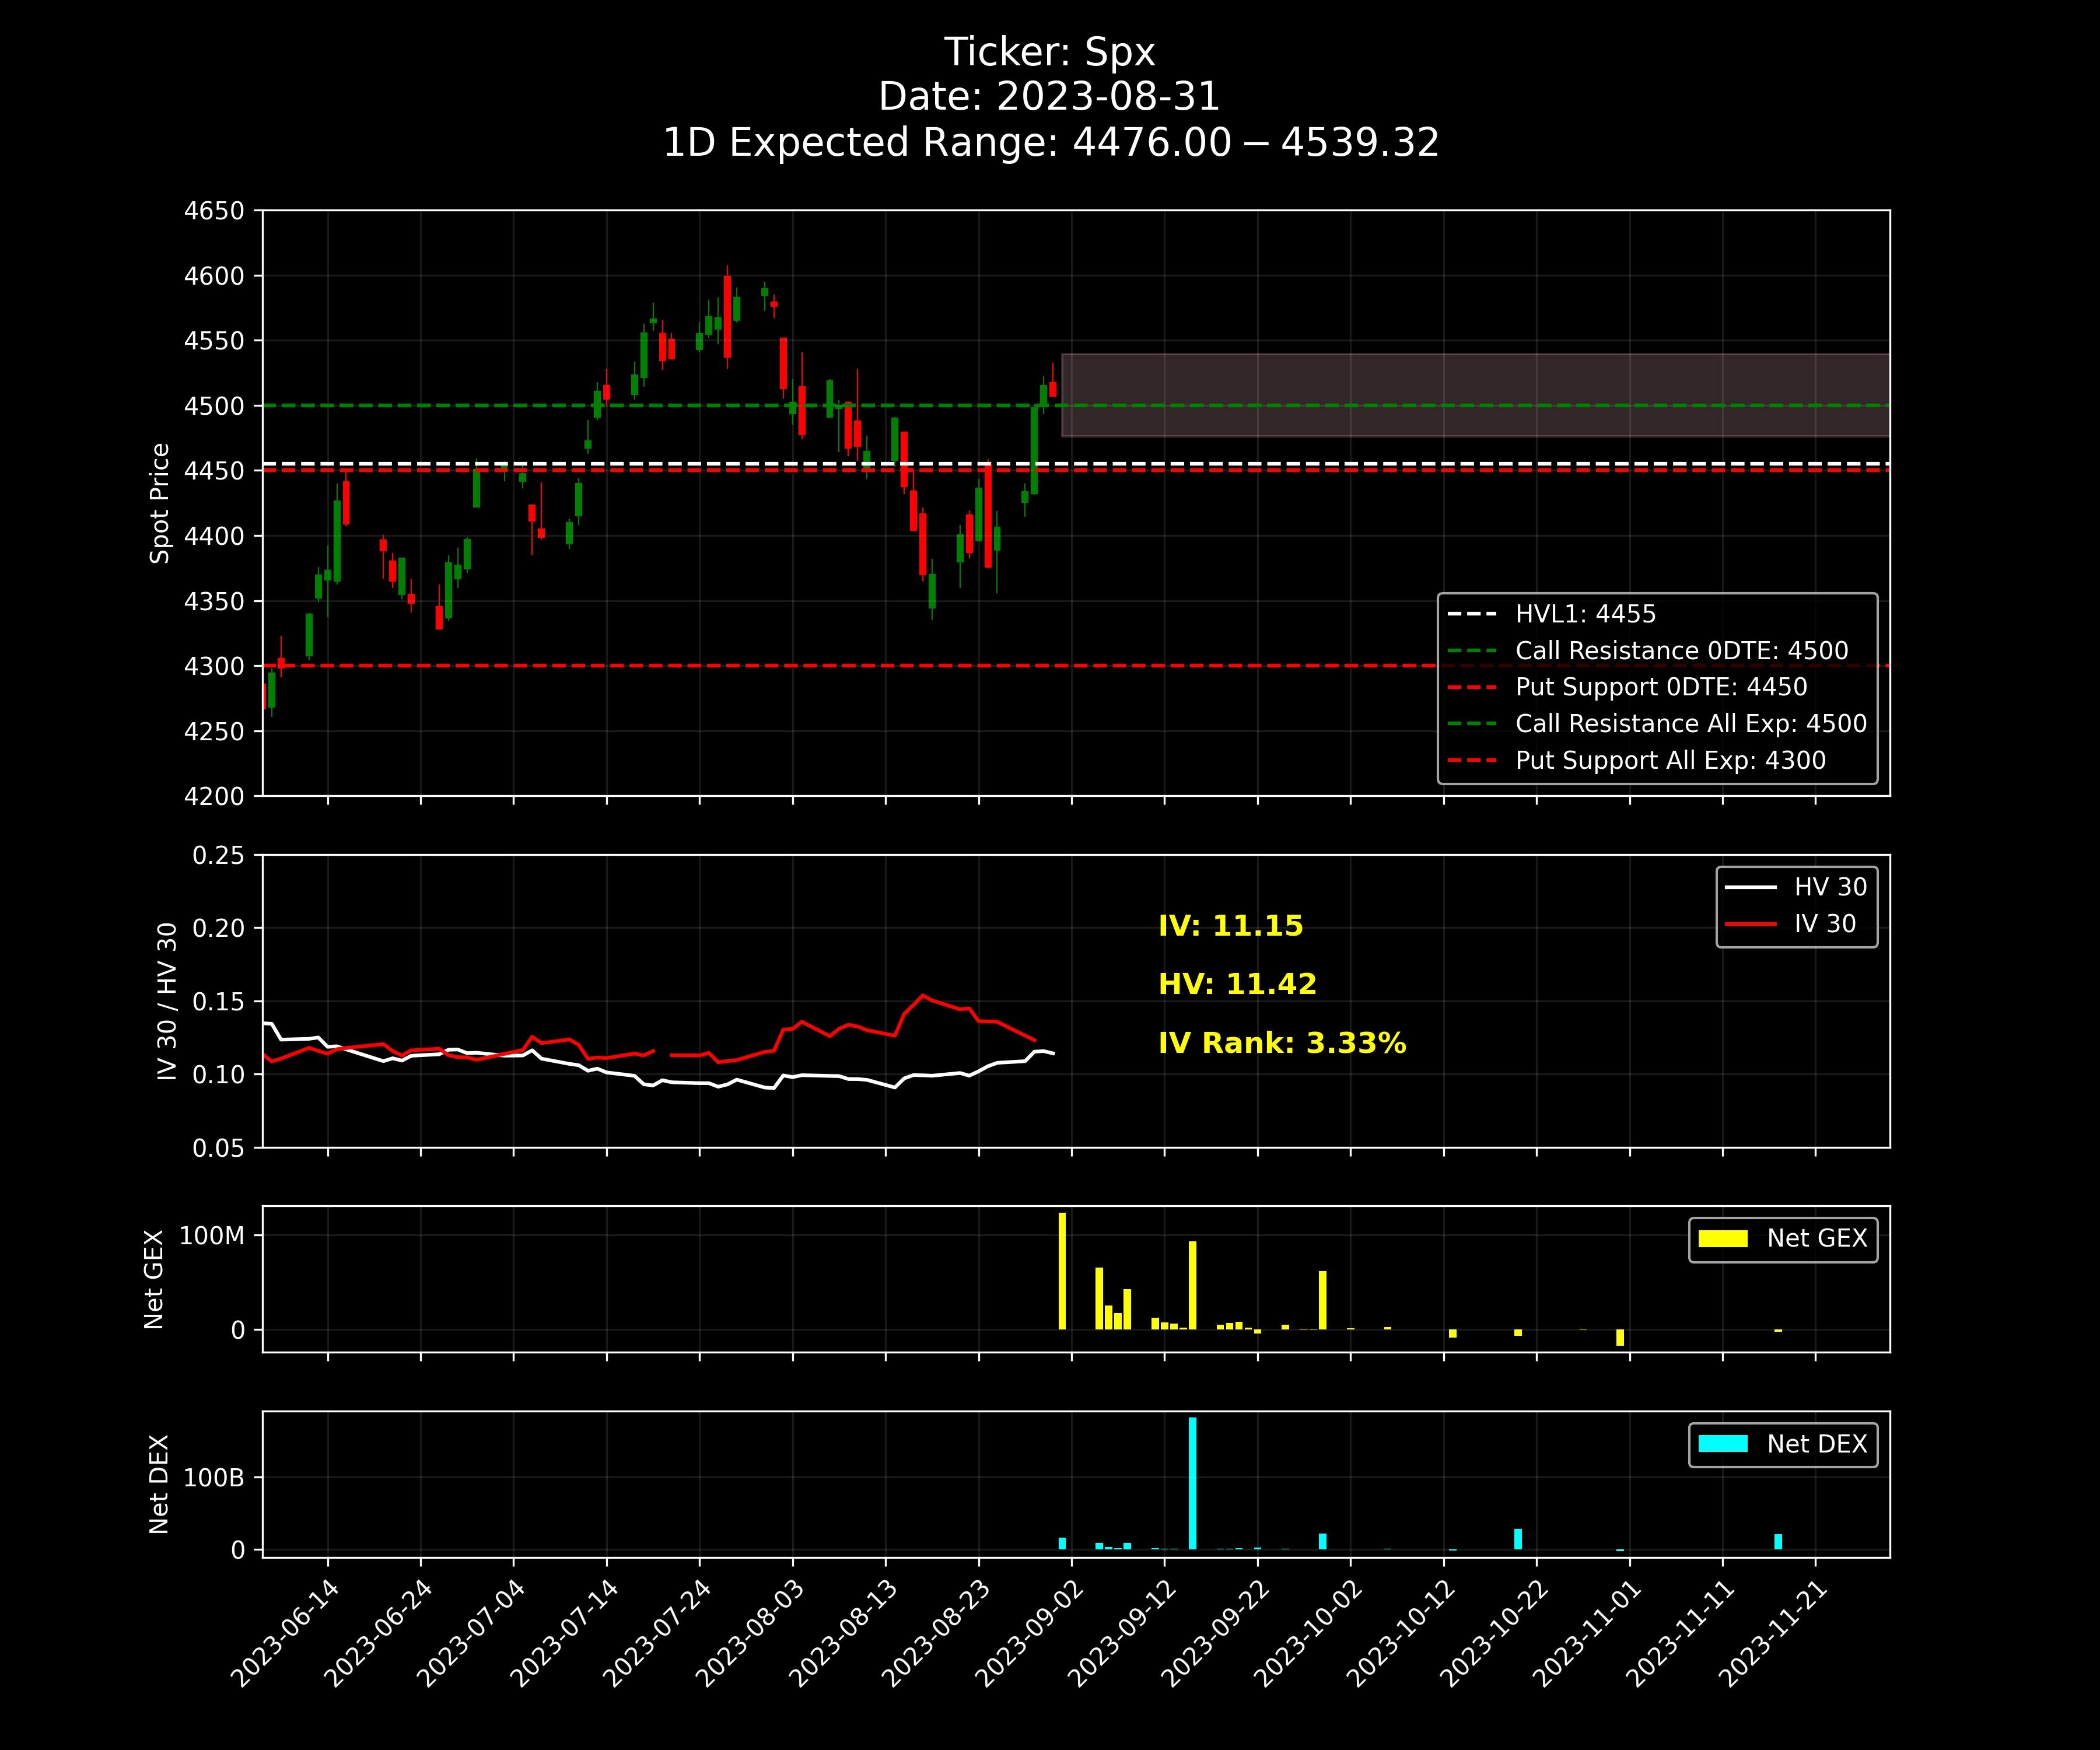 Ticker: Spx
Date: 2023-08-31
1D Expected Range: 4476.00 − 4539.32
Spot Price
4650
4600
4550
4500
4450
4400
4350
4300
4250
4200
HVL1: 4455
Call Resistance 0DTE: 4500
Put Support 0DTE: 4450
Call Resistance All Exp: 4500
Put Support All Exp: 4300
IV 30 / HV 30
0.25
0.20
0.15
0.10
0.05
IV: 11.15
HV: 11.42
IV Rank: 3.33%
HV 30
IV 30
Net GEX
100M
0
Net GEX
Net DEX
100B
0
Net DEX
2023-06-14
2023-06-24
2023-07-04
2023-07-14
2023-07-24
2023-08-03
2023-08-13
2023-08-23
2023-09-02
2023-09-12
2023-09-22
2023-10-02
2023-10-12
2023-10-22
2023-11-01
2023-11-11
2023-11-21